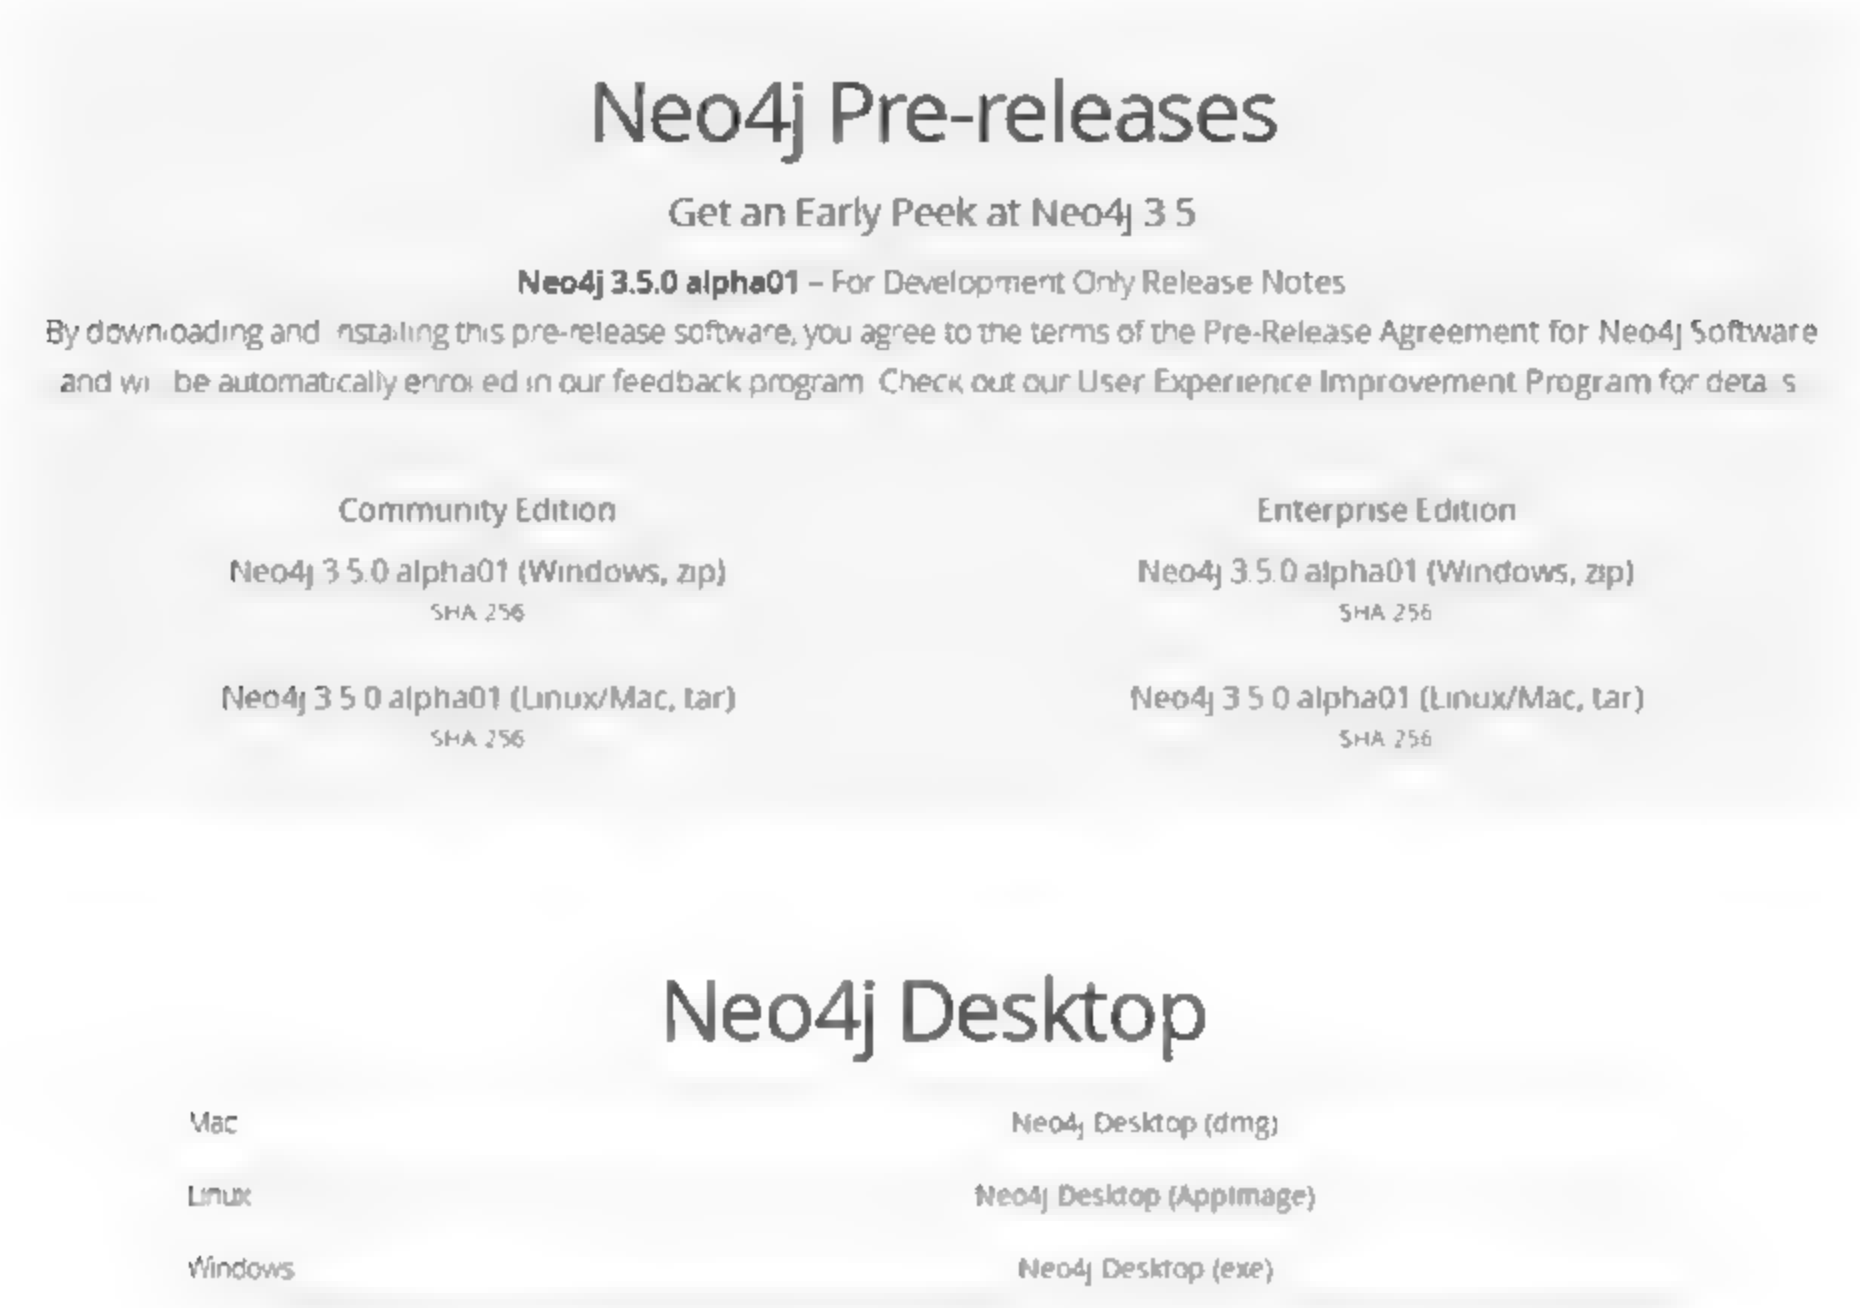 Neo4j Pre-releases
Get an Early Peek at Neo4j 3.5
Neo4j 3.5.0 alpha01 – For Development Only Release Notes
By downloading and installing this pre-release software, you agree to the terms of the Pre-Release Agreement for Neo4j Software
and will be automatically enrolled in our feedback program. Check out our User Experience Improvement Program for details.
Community Edition
Neo4j 3.5.0 alpha01 (Windows, zip)
SHA-256
Neo4j 3.5.0 alpha01 (Linux/Mac, tar)
SHA-256
Enterprise Edition
Neo4j 3.5.0 alpha01 (Windows, zip)
SHA-256
Neo4j 3.5.0 alpha01 (Linux/Mac, tar)
SHA-256
Neo4j Desktop
Mac Neo4j Desktop (dmg)
Linux Neo4j Desktop (AppImage)
Windows Neo4j Desktop (exe)